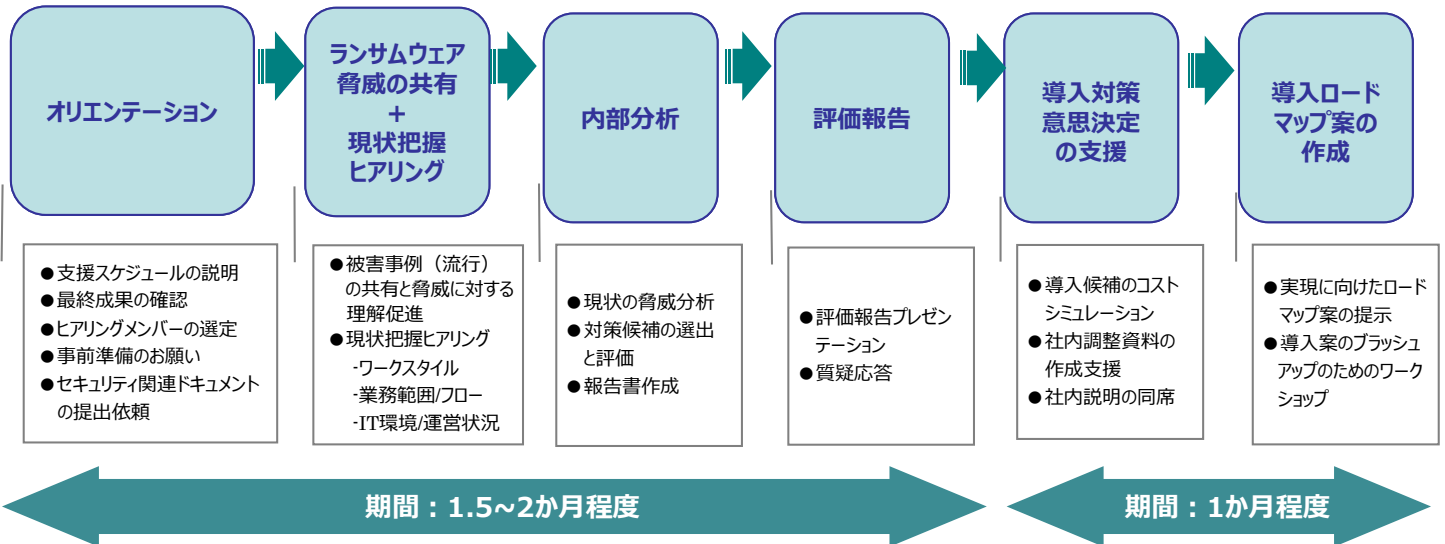 オリエンテーション
ランサムウェア
脅威の共有
+
現状把握
ヒアリング
内部分析
評価報告
導入対策
意思決定
の支援
導入ロード
マップ案の
作成
●支援スケジュールの説明
●最終成果の確認
●ヒアリングメンバーの選定
●事前準備のお願い
●セキュリティ関連ドキュメント
の提出依頼
●被害事例（流行）
の共有と脅威に対する
理解促進
●現状把握ヒアリング
-ワークスタイル
-業務範囲/フロー
-IT環境/運営状況
●現状の脅威分析
●対策候補の選出
と評価
●報告書作成
●評価報告プレゼン
テーション
●質疑応答
●導入候補のコスト
シミュレーション
●社内調整資料の
作成支援
●社内説明の同席
●実現に向けたロード
マップ案の提示
●導入案のブラッシュ
アップのためのワーク
ショップ
期間：1.5~2か月程度
期間：1か月程度